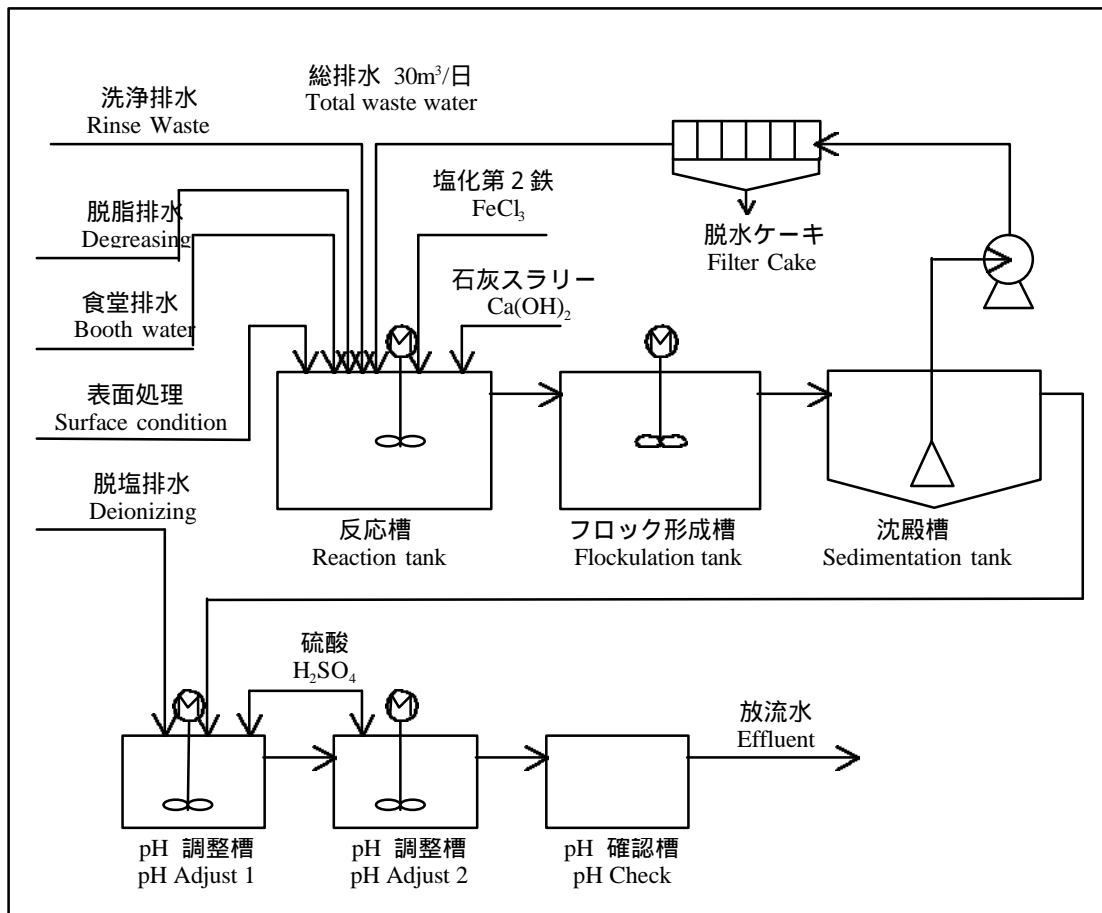 総排水 30m³/日
Total waste water
洗浄排水
Rinse Waste
塩化第2鉄
FeCl₃
脱脂排水
Degreasing
脱水ケーキ
Filter Cake
石灰スラリー
Ca(OH)₂
食堂排水
Booth water
表面処理
Surface condition
脱塩排水
Deionizing
反応槽
Reaction tank
フロック形成槽
Flockulation tank
沈殿槽
Sedimentation tank
硫酸
H₂SO₄
放流水
Effluent
pH 調整槽
pH Adjust 1
pH 調整槽
pH Adjust 2
pH 確認槽
pH Check
M
M
M
M